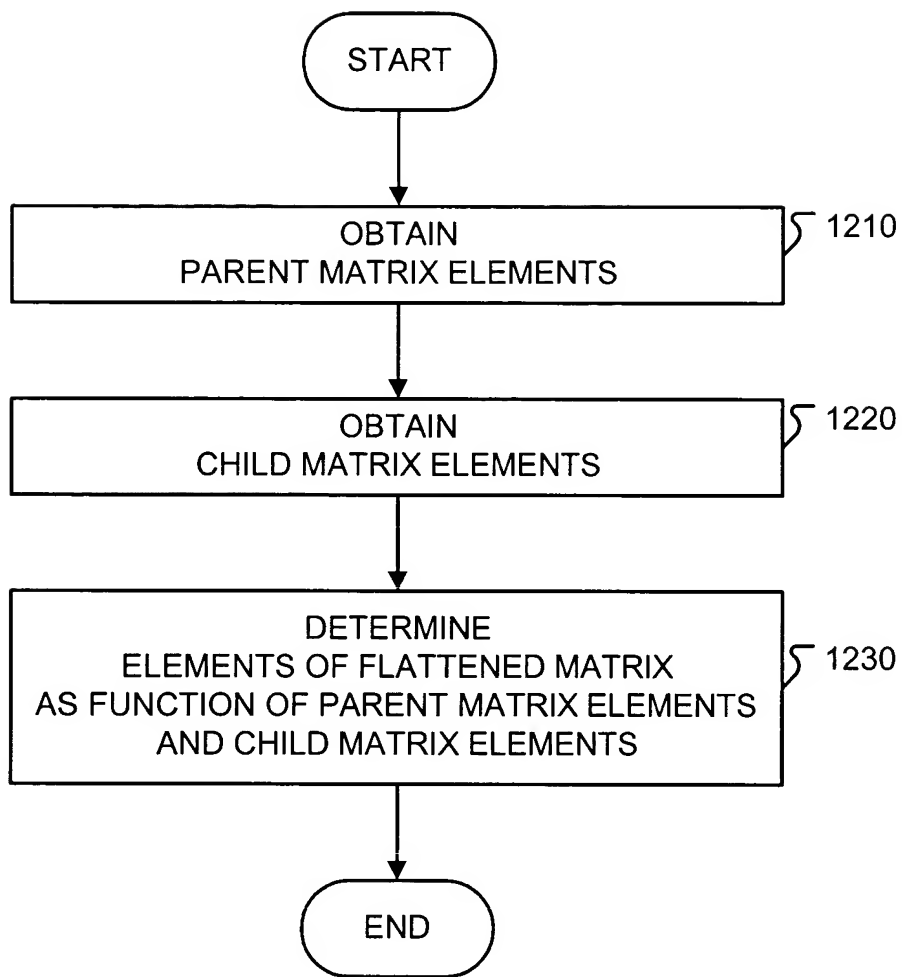 START
OBTAIN
PARENT MATRIX ELEMENTS
1210
OBTAIN
CHILD MATRIX ELEMENTS
1220
DETERMINE
ELEMENTS OF FLATTENED MATRIX
AS FUNCTION OF PARENT MATRIX ELEMENTS
AND CHILD MATRIX ELEMENTS
1230
END